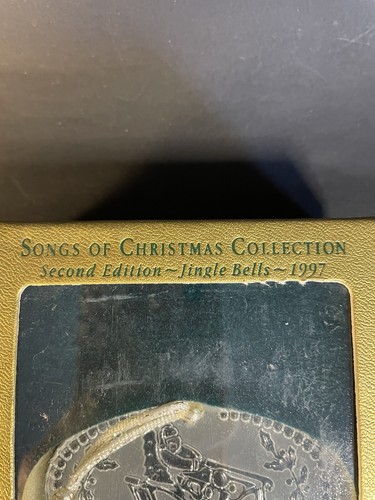 SONGS OF CHRISTMAS COLLECTION
Second Edition~Jingle Bells~1997